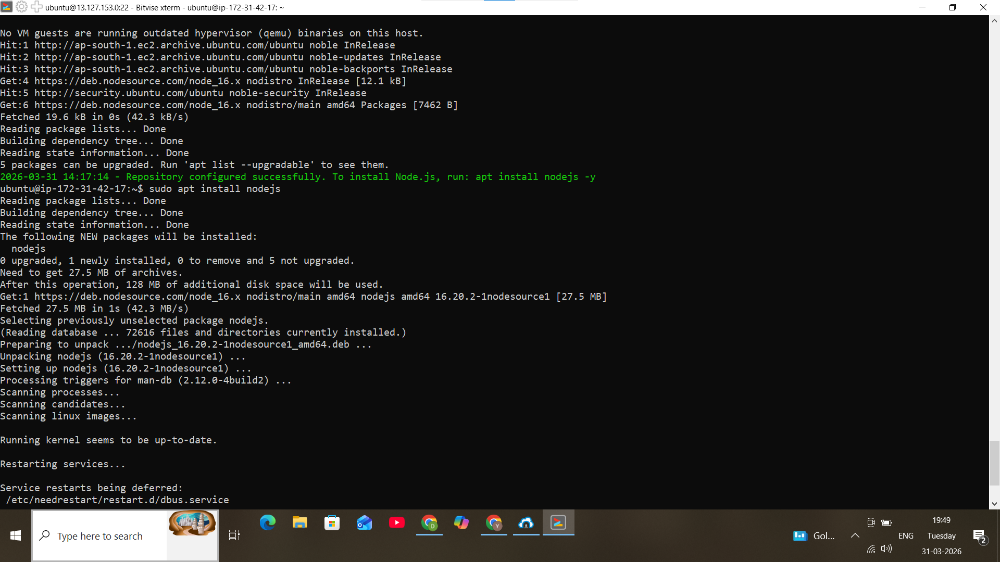 ubuntu@13.127.153.0:22 - Bitvise xterm - ubuntu@ip-172-31-42-17: ~
No VM guests are running outdated hypervisor (qemu) binaries on this host.
Hit:1 http://ap-south-1.ec2.archive.ubuntu.com/ubuntu noble InRelease
Hit:2 http://ap-south-1.ec2.archive.ubuntu.com/ubuntu noble-updates InRelease
Hit:3 http://ap-south-1.ec2.archive.ubuntu.com/ubuntu noble-backports InRelease
Get:4 https://deb.nodesource.com/node_16.x nodistro InRelease [12.1 kB]
Hit:5 http://security.ubuntu.com/ubuntu noble-security InRelease
Get:6 https://deb.nodesource.com/node_16.x nodistro/main amd64 Packages [7462 B]
Fetched 19.6 kB in 0s (42.3 kB/s)
Reading package lists... Done
Building dependency tree... Done
Reading state information... Done
5 packages can be upgraded. Run 'apt list --upgradable' to see them.
2026-03-31 14:17:14 - Repository configured successfully. To install Node.js, run: apt install nodejs -y
ubuntu@ip-172-31-42-17:~$ sudo apt install nodejs
Reading package lists... Done
Building dependency tree... Done
Reading state information... Done
The following NEW packages will be installed:
  nodejs
0 upgraded, 1 newly installed, 0 to remove and 5 not upgraded.
Need to get 27.5 MB of archives.
After this operation, 128 MB of additional disk space will be used.
Get:1 https://deb.nodesource.com/node_16.x nodistro/main amd64 nodejs amd64 16.20.2-1nodesource1 [27.5 MB]
Fetched 27.5 MB in 1s (42.3 MB/s)
Selecting previously unselected package nodejs.
(Reading database ... 72616 files and directories currently installed.)
Preparing to unpack .../nodejs_16.20.2-1nodesource1_amd64.deb ...
Unpacking nodejs (16.20.2-1nodesource1) ...
Setting up nodejs (16.20.2-1nodesource1) ...
Processing triggers for man-db (2.12.0-4build2) ...
Scanning processes...
Scanning candidates...
Scanning linux images...
Running kernel seems to be up-to-date.
Restarting services...
Service restarts being deferred:
 /etc/needrestart/restart.d/dbus.service
Type here to search
D
Y
Gol...
ENG
19:49
Tuesday
31-03-2026
2